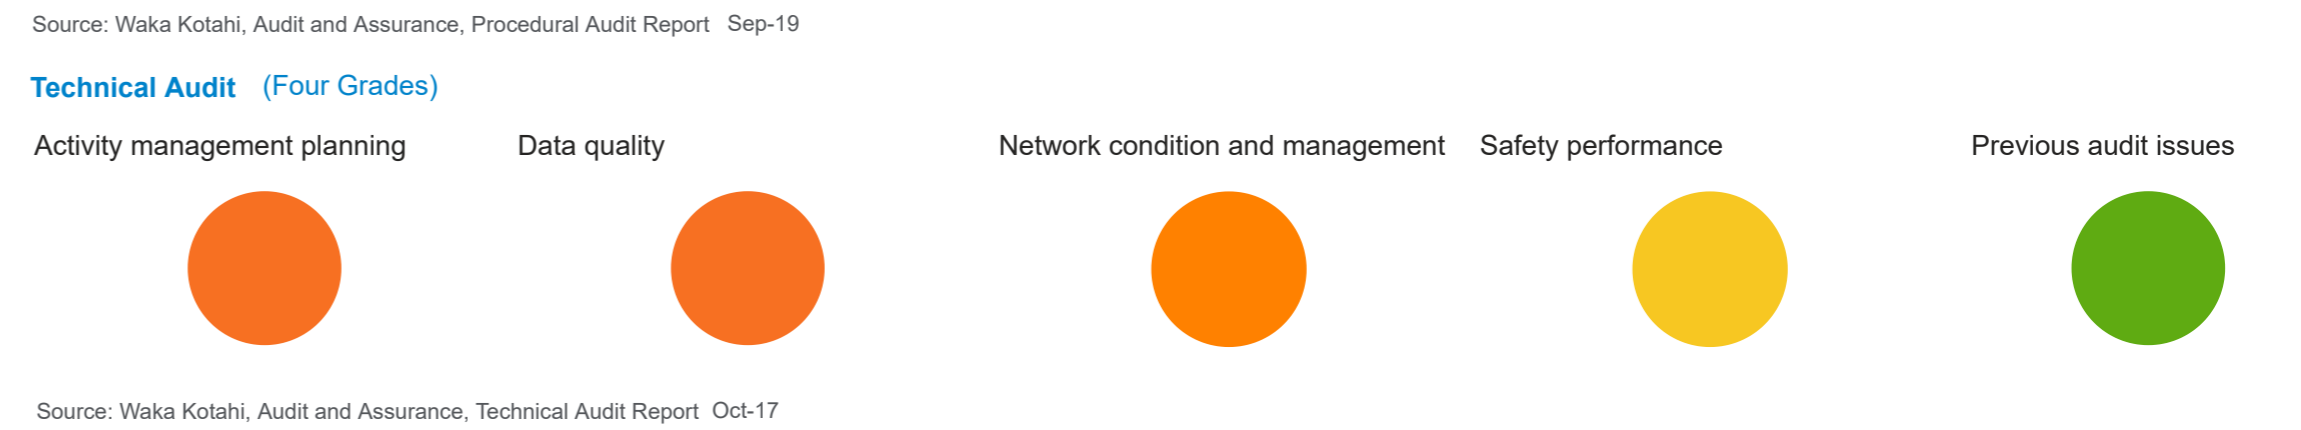 Source: Waka Kotahi, Audit and Assurance, Procedural Audit Report Sep-19
Technical Audit (Four Grades)
Activity management planning Data quality Network condition and management Safety performance Previous audit issues
Source: Waka Kotahi, Audit and Assurance, Technical Audit Report Oct-17